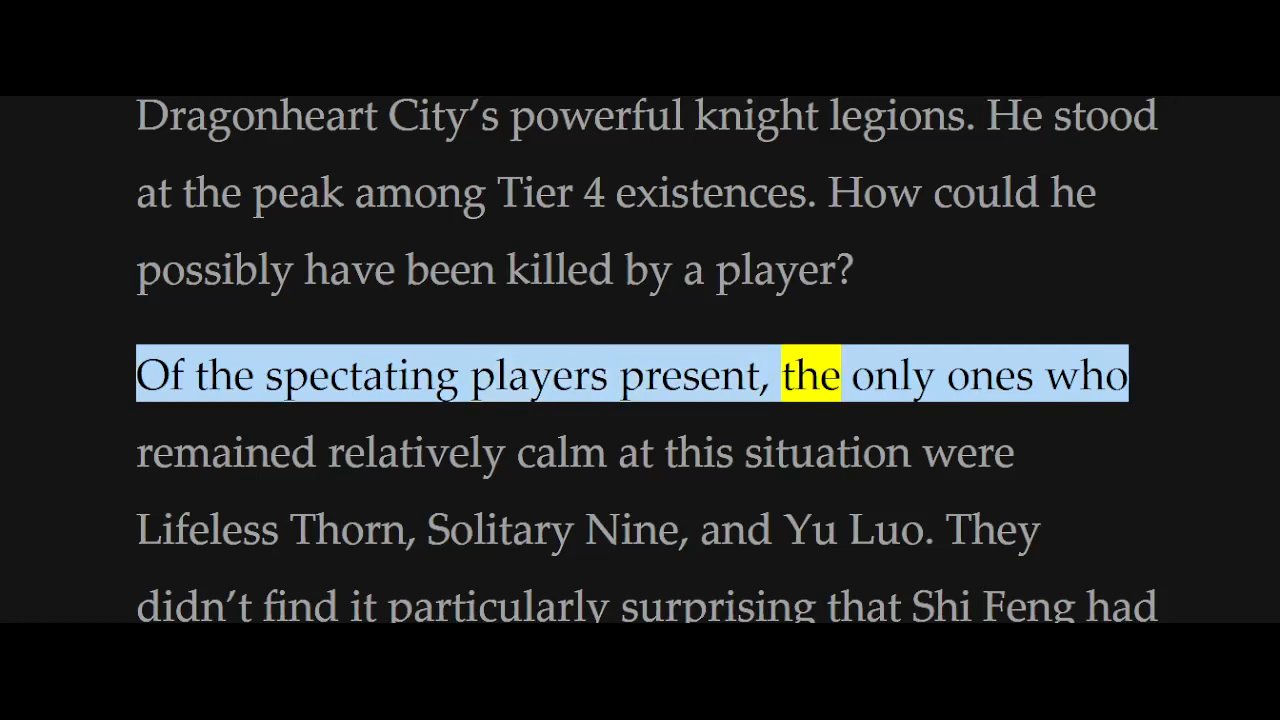 Dragonheart City’s powerful knight legions. He stood
at the peak among Tier 4 existences. How could he
possibly have been killed by a player?
Of the spectating players present, the only ones who
remained relatively calm at this situation were
Lifeless Thorn, Solitary Nine, and Yu Luo. They
didn’t find it particularly surprising that Shi Feng had